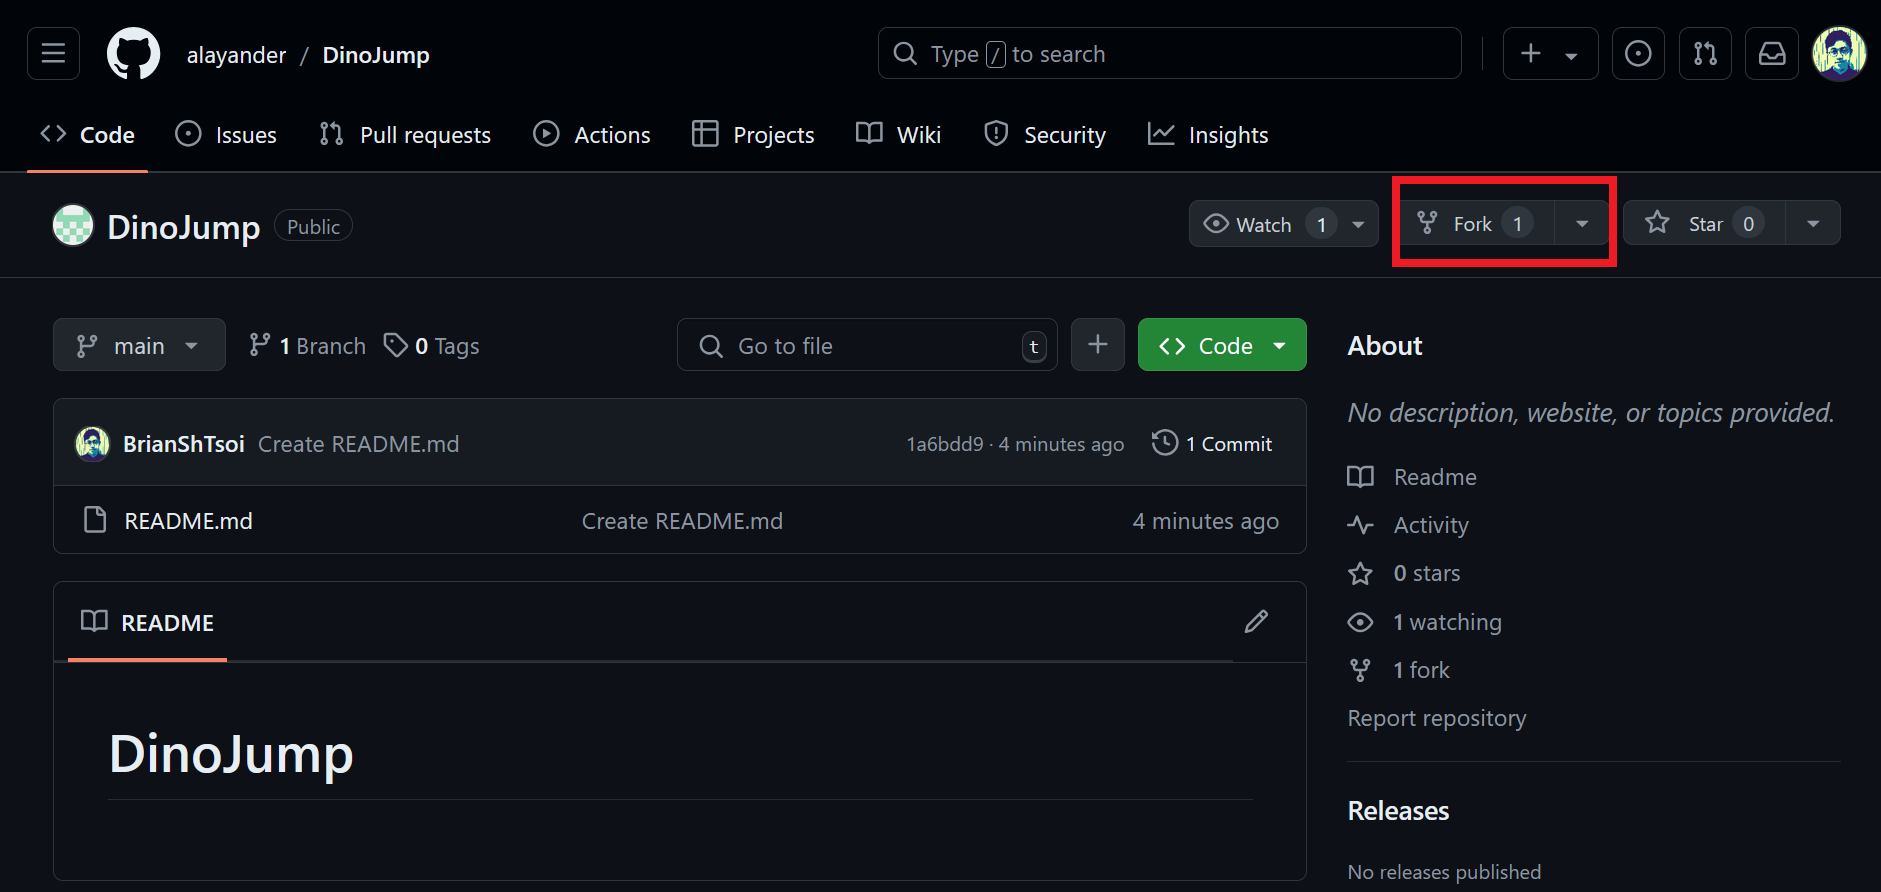 alayander / DinoJump
Type / to search
Code Issues Pull requests Actions Projects Wiki Security Insights
DinoJump Public
Watch 1 Fork 1 Star 0
main 1 Branch 0 Tags
Go to file t
Code
BrianShTsoi Create README.md 1a6bdd9 · 4 minutes ago 1 Commit
README.md Create README.md 4 minutes ago
README
DinoJump
About
No description, website, or topics provided.
Readme
Activity
0 stars
1 watching
1 fork
Report repository
Releases
No releases published